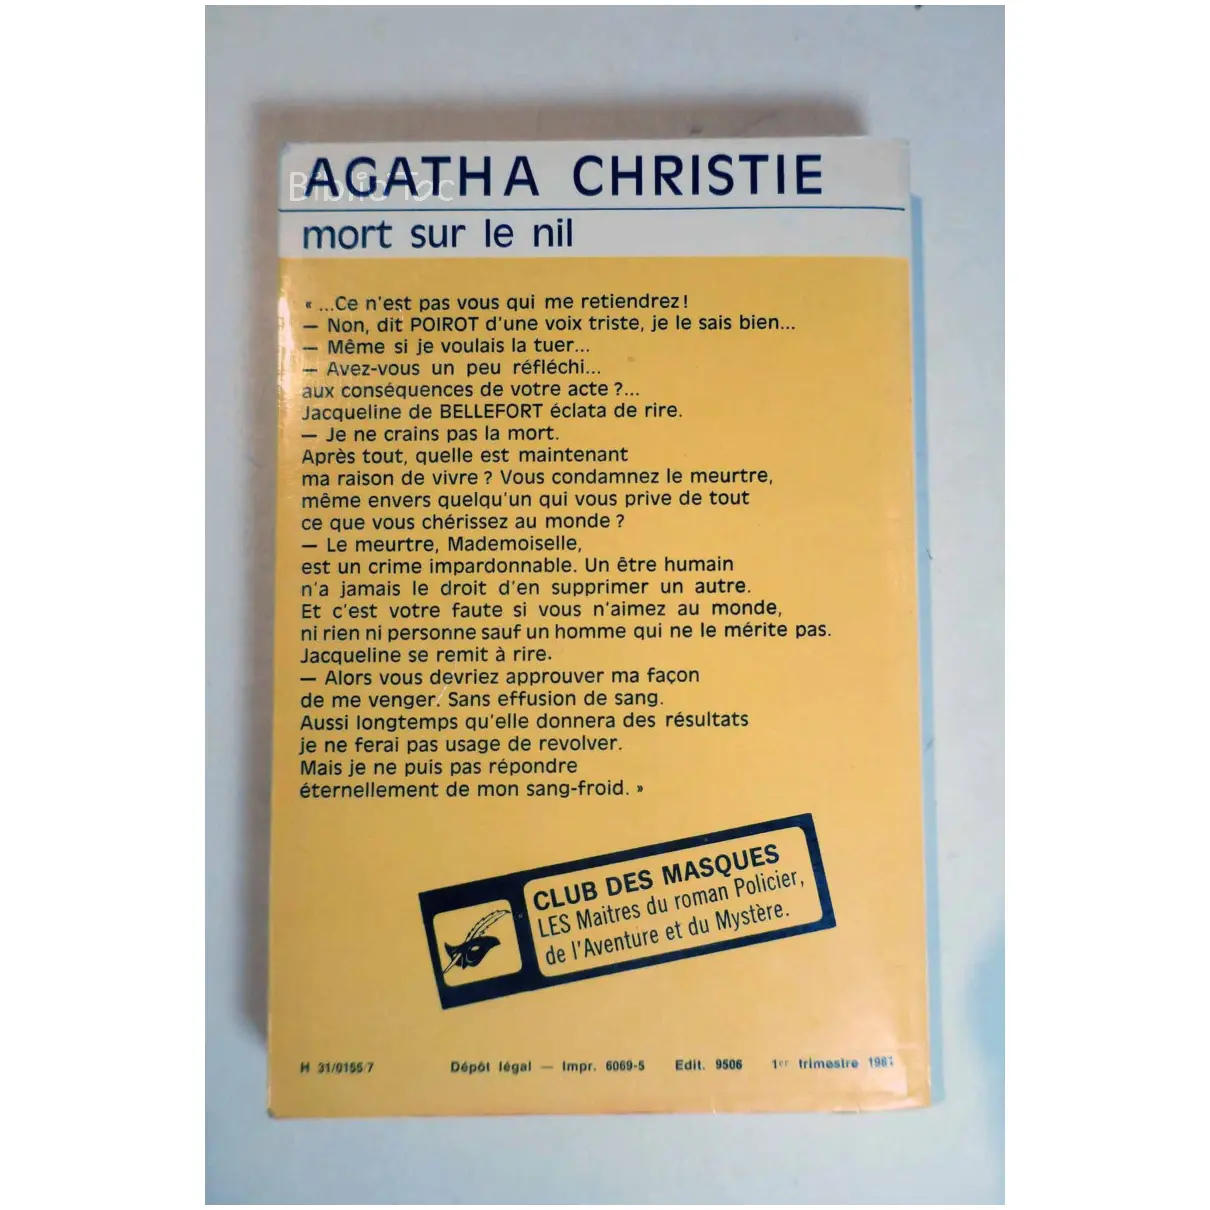 AGATHA CHRISTIE
BiblioToc
mort sur le nil
« ...Ce n'est pas vous qui me retiendrez !
— Non, dit POIROT d'une voix triste, je le sais bien...
— Même si je voulais la tuer...
— Avez-vous un peu réfléchi...
aux conséquences de votre acte ?...
Jacqueline de BELLEFORT éclata de rire.
— Je ne crains pas la mort.
Après tout, quelle est maintenant
ma raison de vivre ? Vous condamnez le meurtre,
même envers quelqu'un qui vous prive de tout
ce que vous chérissez au monde ?
— Le meurtre, Mademoiselle,
est un crime impardonnable. Un être humain
n'a jamais le droit d'en supprimer un autre.
Et c'est votre faute si vous n'aimez au monde,
ni rien ni personne sauf un homme qui ne le mérite pas.
Jacqueline se remit à rire.
— Alors vous devriez approuver ma façon
de me venger. Sans effusion de sang.
Aussi longtemps qu'elle donnera des résultats
je ne ferai pas usage de revolver.
Mais je ne puis pas répondre
éternellement de mon sang-froid. »
CLUB DES MASQUES
LES Maitres du roman Policier,
de l'Aventure et du Mystère.
H 31/0155/7 Dépôt légal — Impr. 6069-5 Edit. 9506 1er trimestre